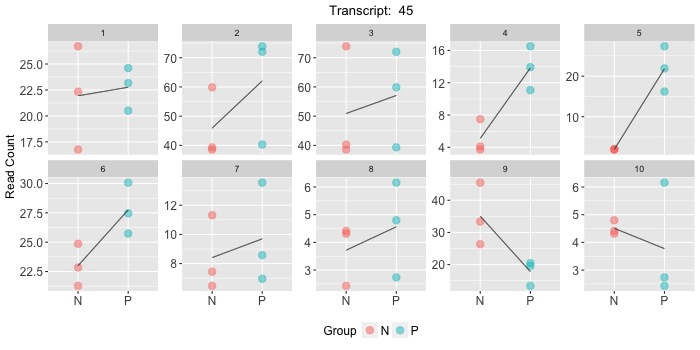 Transcript: 45
1 2 3 4 5
25.0 22.5 20.0 17.5
70 60 50 40
70 60 50 40
16 12 8 4
20 10
Read Count
6 7 8 9 10
30.0 27.5 25.0 22.5
12 8
6 5 4 3
40 30 20
6 5 4 3
N P N P N P N P N P
Group N P